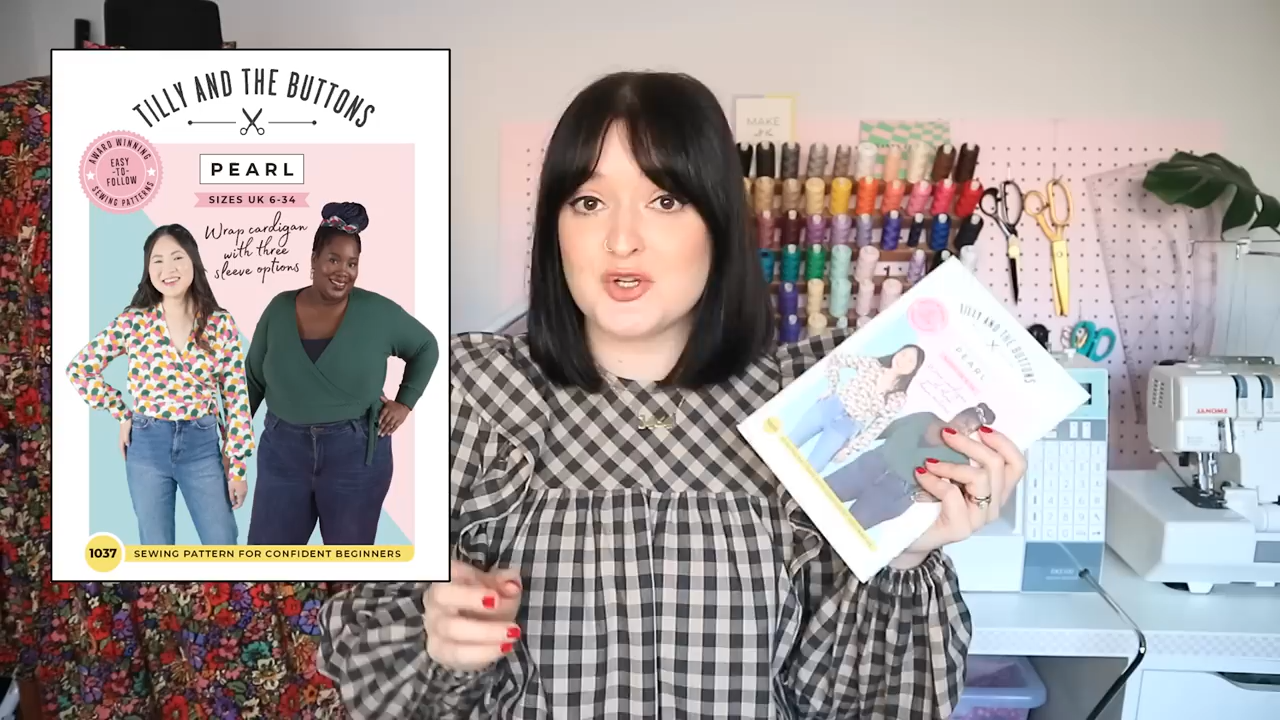 TILLY AND THE BUTTONS
AWARD WINNING
EASY
-TO-
FOLLOW
SEWING PATTERNS
PEARL
SIZES UK 6-34
Wrap cardigan
with three
sleeve options
1037
SEWING PATTERN FOR CONFIDENT BEGINNERS
MAKE
TILLY AND THE BUTTONS
PEARL
JANOME